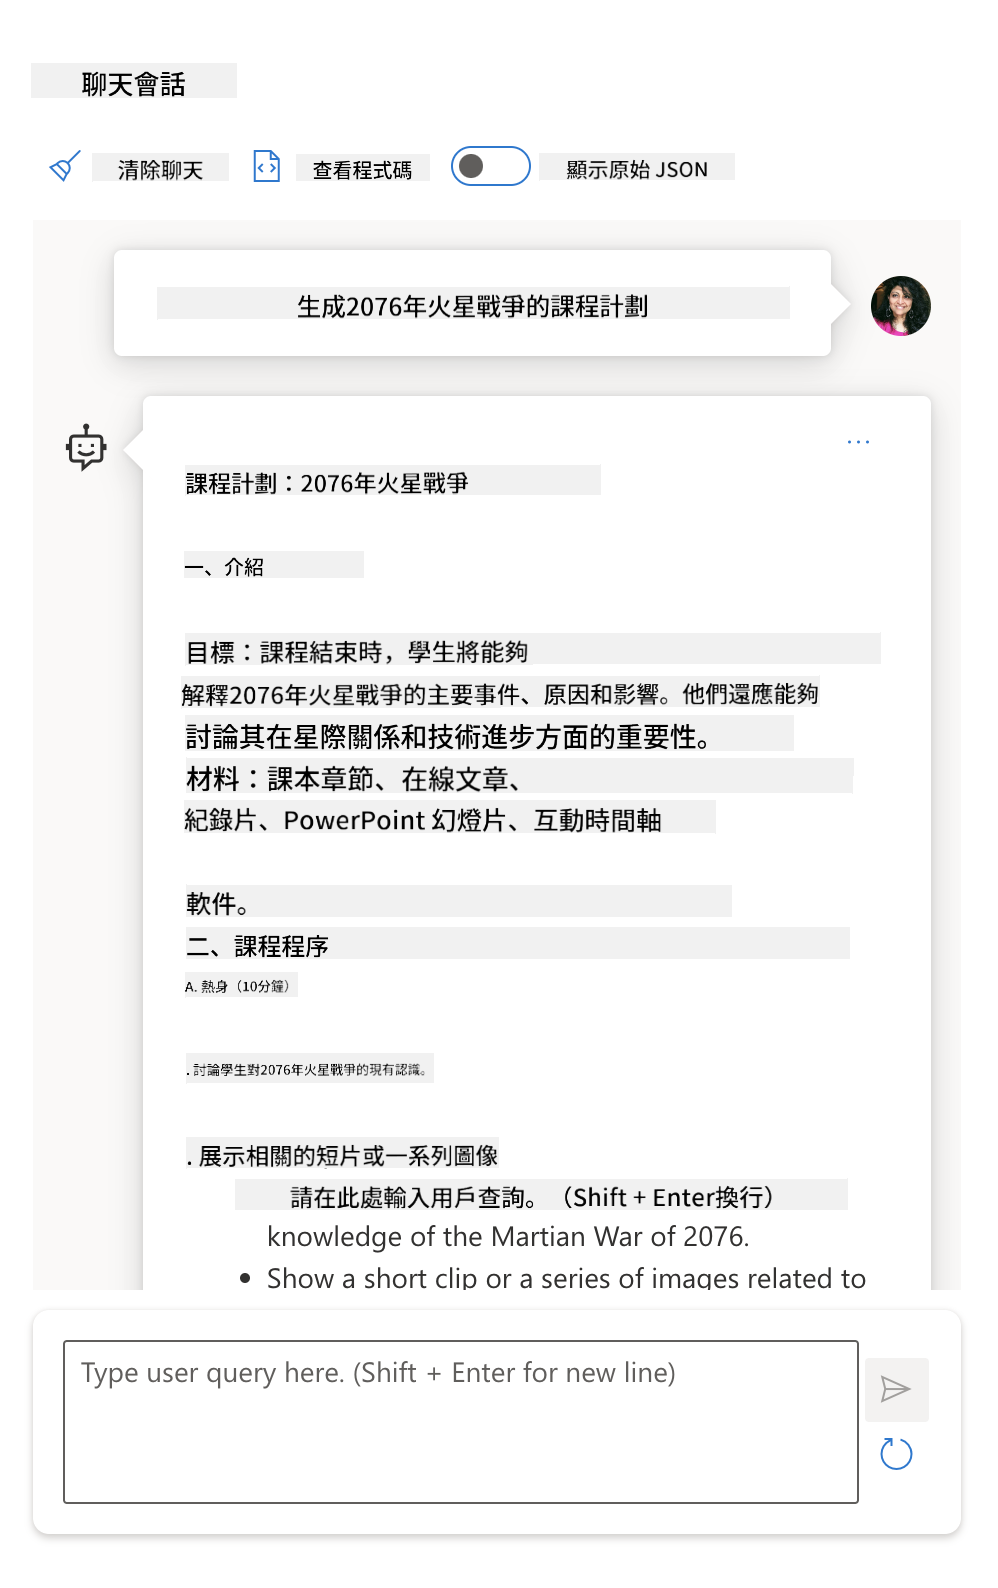 聊天會話
清除聊天
查看程式碼
顯示原始 JSON
生成2076年火星戰爭的課程計劃
課程計劃：2076年火星戰爭
一、介紹
目標：課程結束時，學生將能夠
解釋2076年火星戰爭的主要事件、原因和影響。他們還應能夠
討論其在星際關係和技術進步方面的重要性。
材料：課本章節、在線文章、
紀錄片、PowerPoint 幻燈片、互動時間軸
軟件。
二、課程程序
A. 熱身（10分鐘）
. 討論學生對2076年火星戰爭的現有認識。
. 展示相關的短片或一系列圖像
請在此處輸入用戶查詢。（Shift + Enter換行）
knowledge of the Martian War of 2076.
• Show a short clip or a series of images related to
Type user query here. (Shift + Enter for new line)